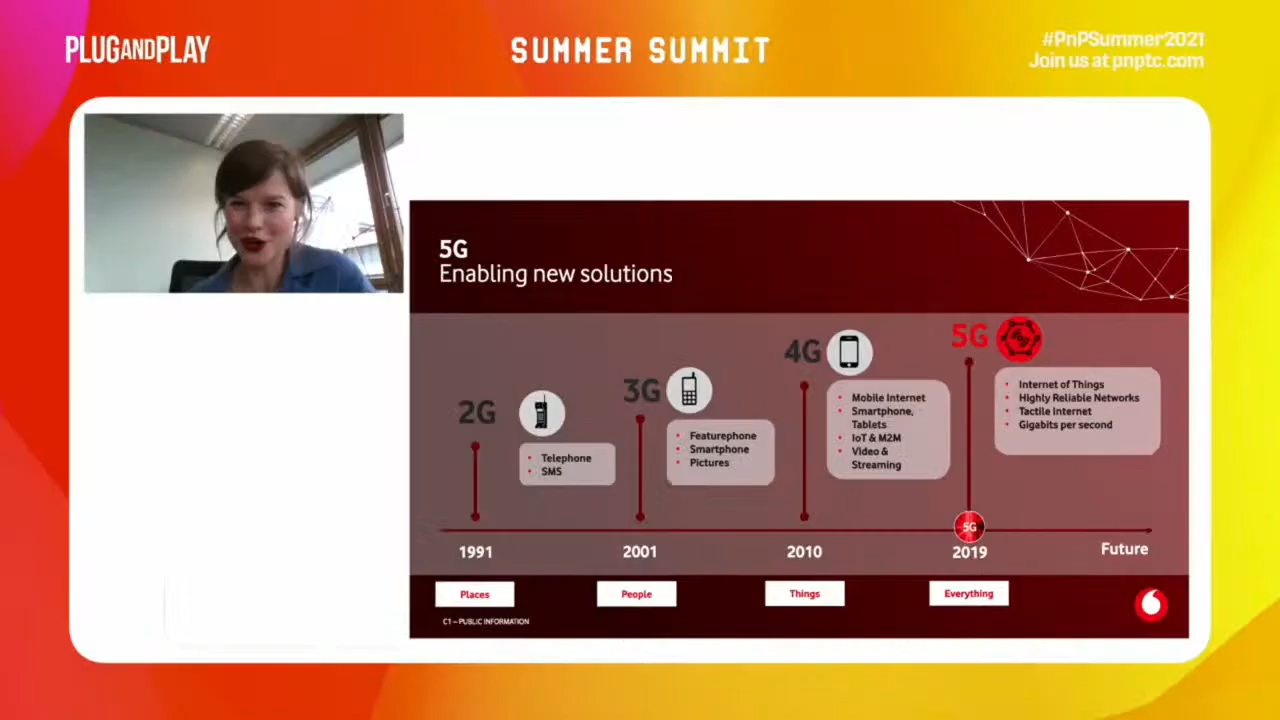 PLUGANDPLAY
SUMMER SUMMIT
#PnPSummer2021
Join us at pnptc.com
5G
Enabling new solutions
2G
• Telephone
• SMS
3G
• Featurephone
• Smartphone
• Pictures
4G
• Mobile Internet
• Smartphone,
Tablets
• IoT & M2M
• Video &
Streaming
5G
5G
• Internet of Things
• Highly Reliable Networks
• Tactile Internet
• Gigabits per second
5G
1991
2001
2010
2019
Future
Places
People
Things
Everything
C1 – PUBLIC INFORMATION